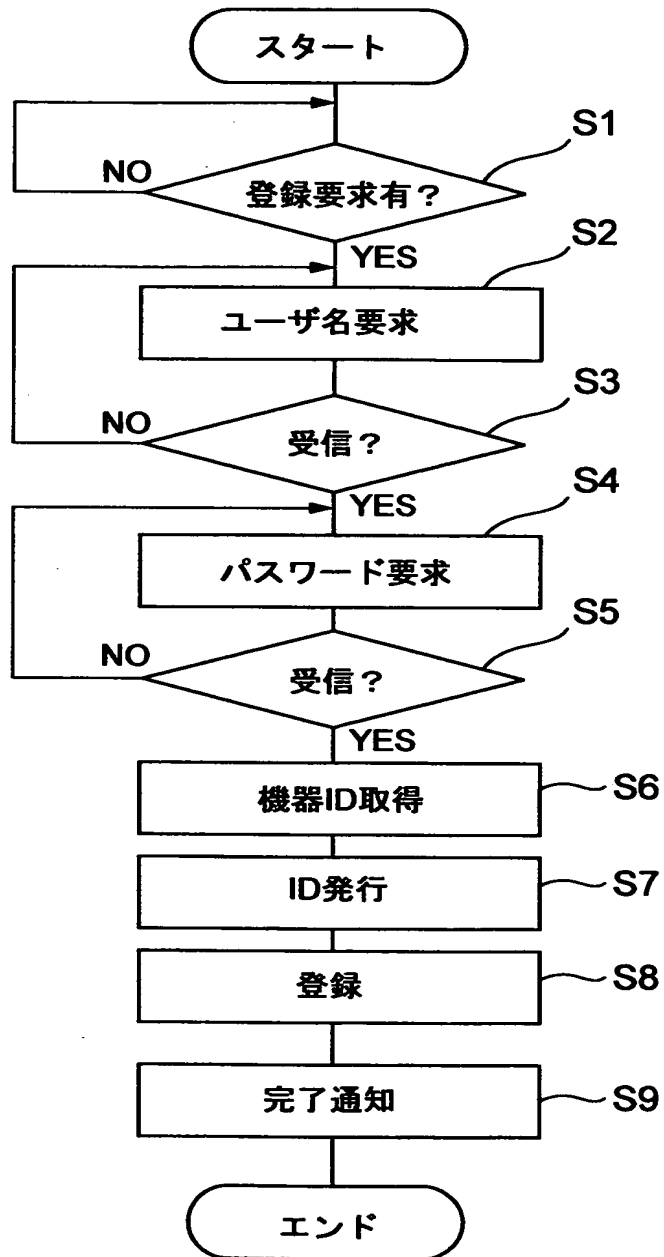 スタート
S1
NO
登録要求有？
YES
S2
ユーザ名要求
S3
NO
受信？
YES
S4
パスワード要求
S5
NO
受信？
YES
機器ID取得
S6
ID発行
S7
登録
S8
完了通知
S9
エンド